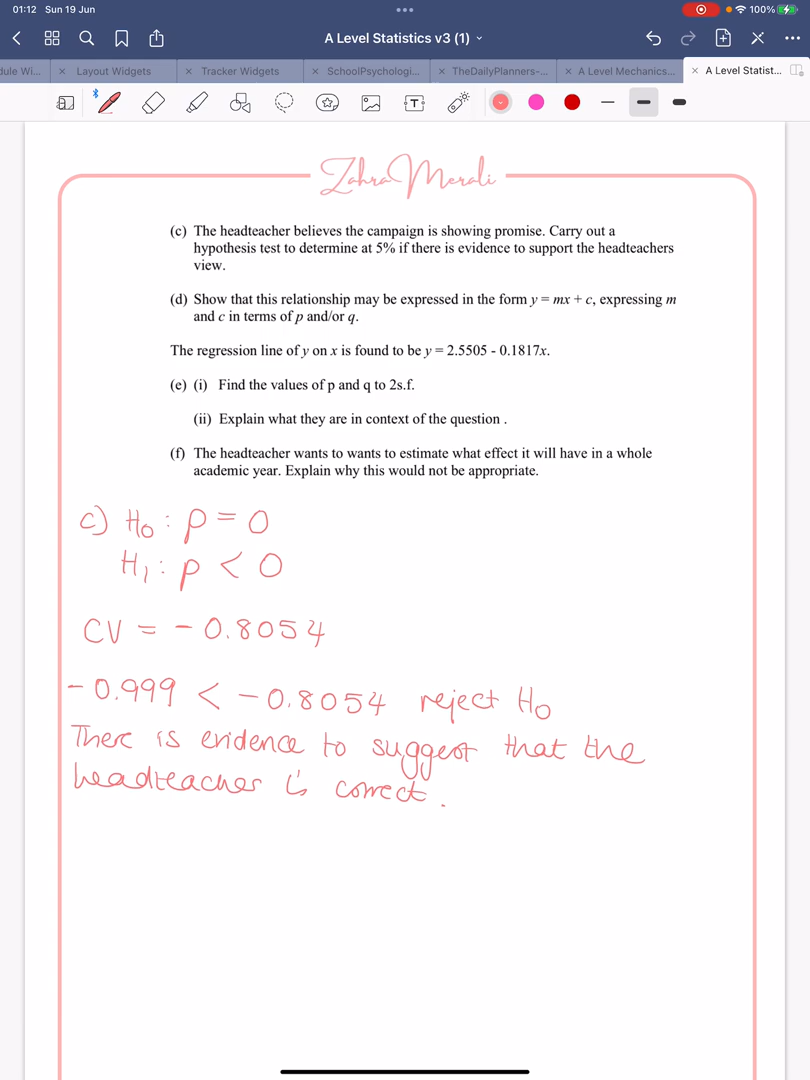 01:12 Sun 19 Jun
100%
A Level Statistics v3 (1)
dule Wi...
Layout Widgets
Tracker Widgets
SchoolPsychologi...
TheDailyPlanners-...
A Level Mechanics...
A Level Statist...
T
Zahra Merali
(c) The headteacher believes the campaign is showing promise. Carry out a
hypothesis test to determine at 5% if there is evidence to support the headteachers
view.
(d) Show that this relationship may be expressed in the form y = mx + c, expressing m
and c in terms of p and/or q.
The regression line of y on x is found to be y = 2.5505 - 0.1817x.
(e) (i) Find the values of p and q to 2s.f.
(ii) Explain what they are in context of the question .
(f) The headteacher wants to wants to estimate what effect it will have in a whole
academic year. Explain why this would not be appropriate.
c) H₀ : ρ = 0
H₁ : ρ < 0
CV = - 0.8054
- 0.999 < - 0.8054 reject H₀
There is evidence to suggest that the
headteacher is correct.